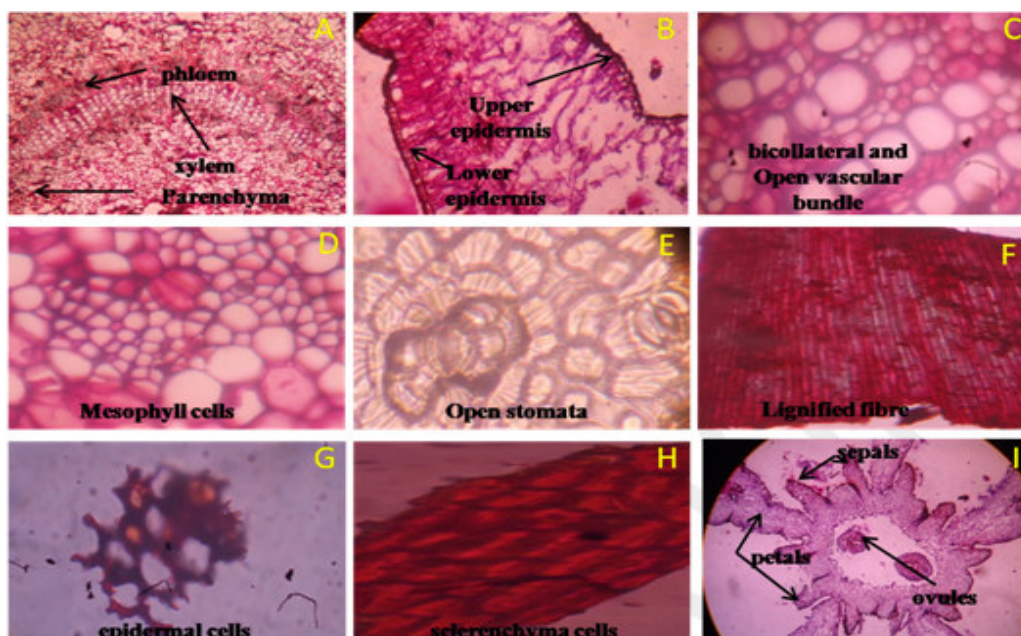 A
phloem
xylem
Parenchyma
B
Upper
epidermis
Lower
epidermis
C
bicollateral and
Open vascular
bundle
D
Mesophyll cells
E
Open stomata
F
Lignified fibre
G
epidermal cells
H
sclerenchyma cells
I
sepals
petals
ovules